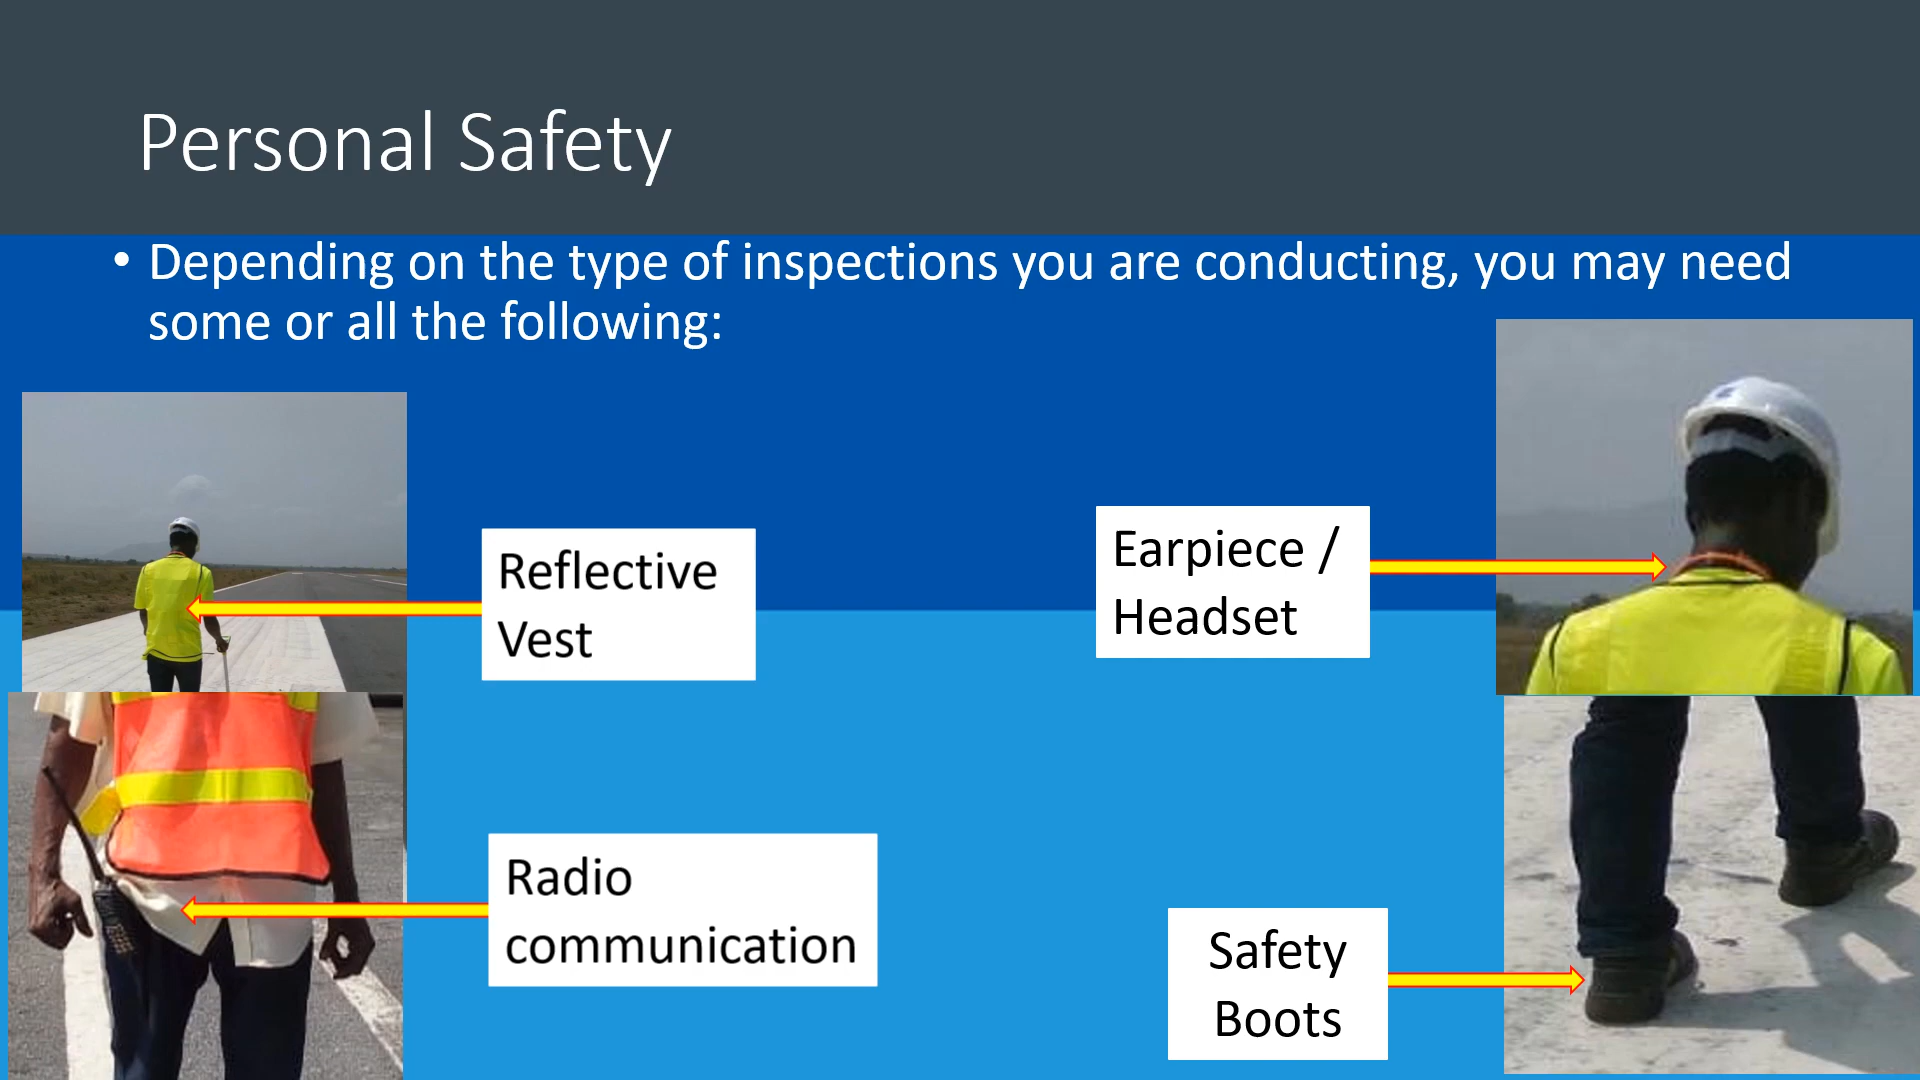 Personal Safety
• Depending on the type of inspections you are conducting, you may need
some or all the following:
Reflective
Vest
Earpiece /
Headset
Radio
communication
Safety
Boots